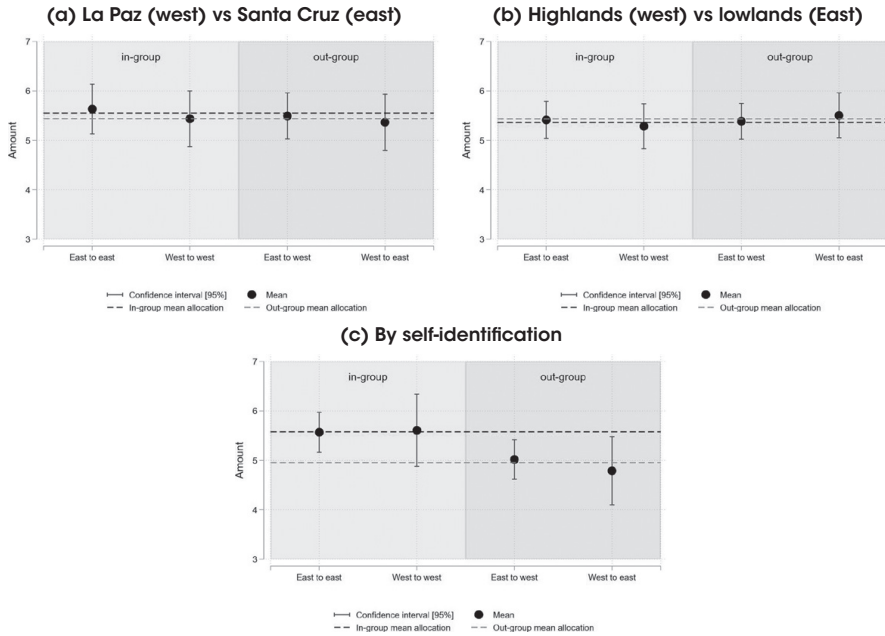 (a) La Paz (west) vs Santa Cruz (east)
7
6
5
4
3
Amount
in-group
out-group
East to east
West to west
East to west
West to east
Confidence interval [95%]
Mean
In-group mean allocation
Out-group mean allocation
(b) Highlands (west) vs lowlands (East)
7
6
5
4
3
Amount
in-group
out-group
East to east
West to west
East to west
West to east
Confidence interval [95%]
Mean
In-group mean allocation
Out-group mean allocation
(c) By self-identification
7
6
5
4
3
Amount
in-group
out-group
East to east
West to west
East to west
West to east
Confidence interval [95%]
Mean
In-group mean allocation
Out-group mean allocation